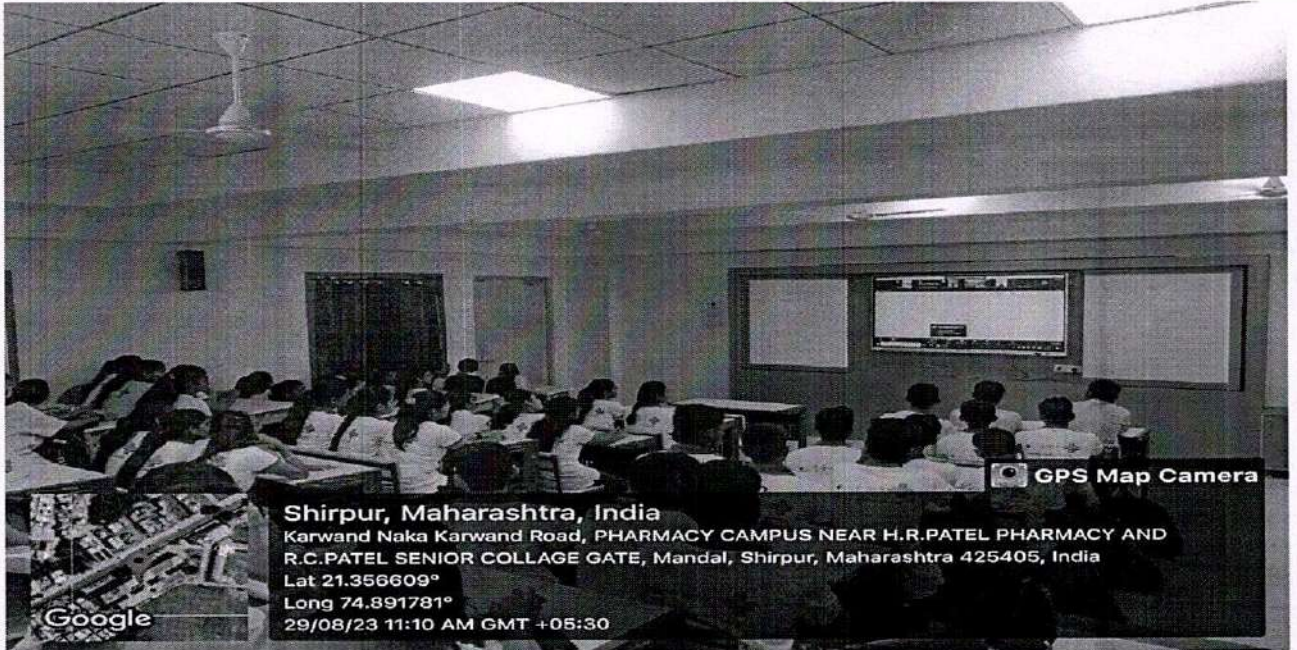 GPS Map Camera
Shirpur, Maharashtra, India
Karwand Naka Karwand Road, PHARMACY CAMPUS NEAR H.R.PATEL PHARMACY AND
R.C.PATEL SENIOR COLLAGE GATE, Mandal, Shirpur, Maharashtra 425405, India
Lat 21.356609°
Long 74.891781°
29/08/23 11:10 AM GMT +05:30
Google